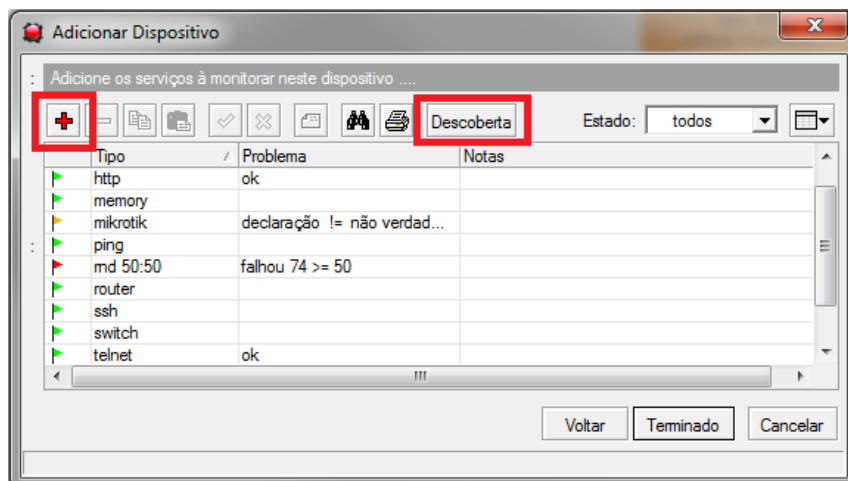 Adicionar Dispositivo
: Adicione os serviços à monitorar neste dispositivo ....
Descoberta Estado: todos
Tipo / Problema Notas
http ok
memory
mikrotik declaração != não verdad...
: ping
rnd 50:50 falhou 74 >= 50
router
ssh
switch
telnet ok
Voltar Terminado Cancelar